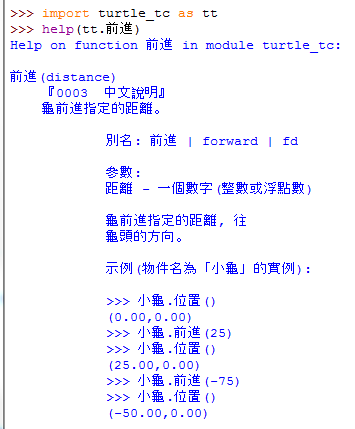 >>> import turtle_tc as tt
>>> help(tt.前進)
Help on function 前進 in module turtle_tc:
前進(distance)
『0003  中文說明』
龜前進指定的距離。
別名: 前進 | forward | fd
參數:
距離 - 一個數字(整數或浮點數)
龜前進指定的距離, 往
龜頭的方向。
示例(物件名為「小龜」的實例):
>>> 小龜.位置()
(0.00,0.00)
>>> 小龜.前進(25)
>>> 小龜.位置()
(25.00,0.00)
>>> 小龜.前進(-75)
>>> 小龜.位置()
(-50.00,0.00)